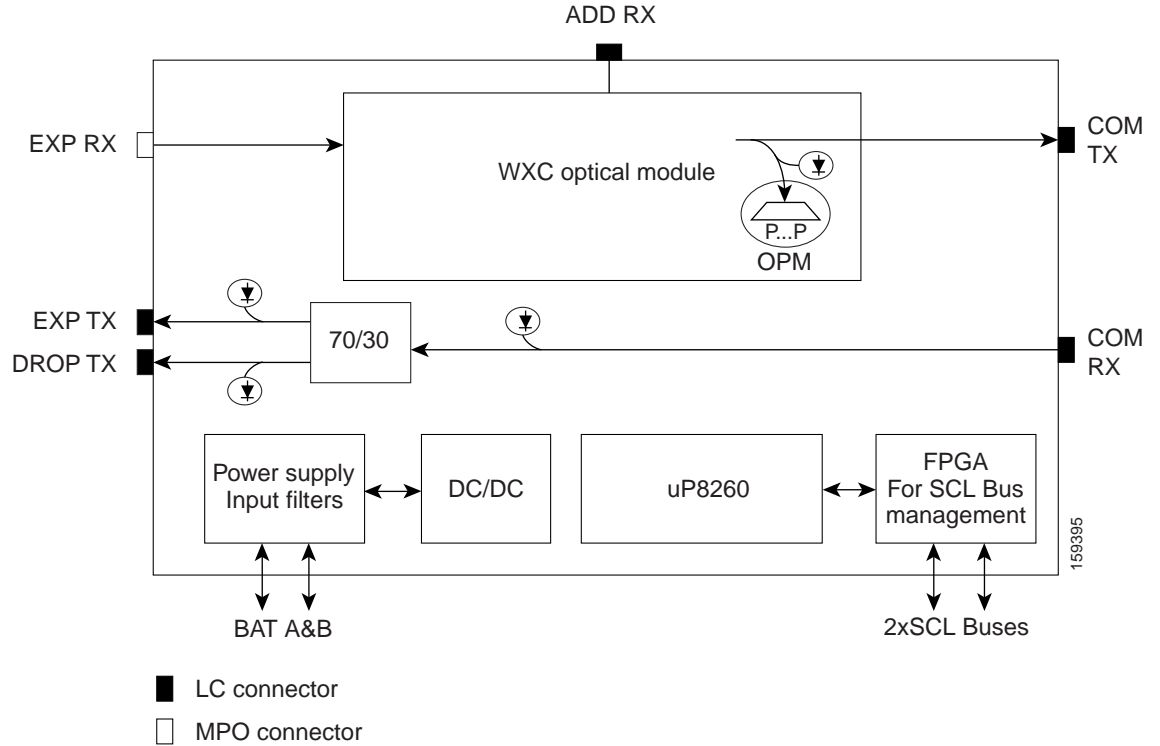 ADD RX
EXP RX
COM
TX
WXC optical module
P...P
OPM
EXP TX
DROP TX
70/30
COM
RX
Power supply
Input filters
DC/DC
uP8260
FPGA
For SCL Bus
management
159395
BAT A&B
2xSCL Buses
LC connector
MPO connector